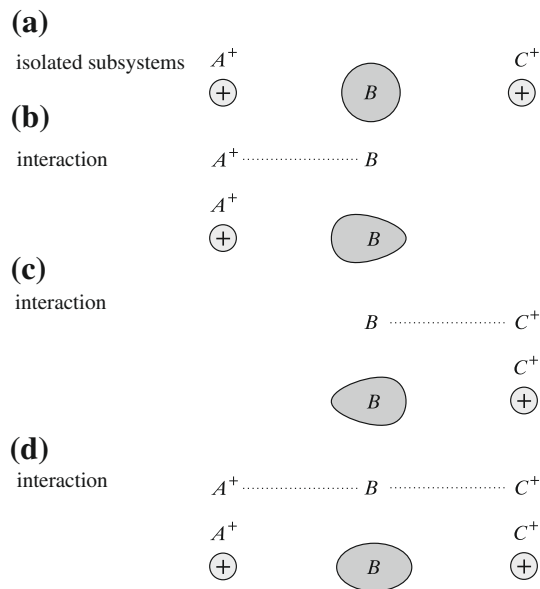 (a)
isolated subsystems A+ B C+
+ +
(b)
interaction A+ B
A+
+ B
(c)
interaction
B C+
C+
B +
(d)
interaction A+ B C+
A+ C+
+ B +